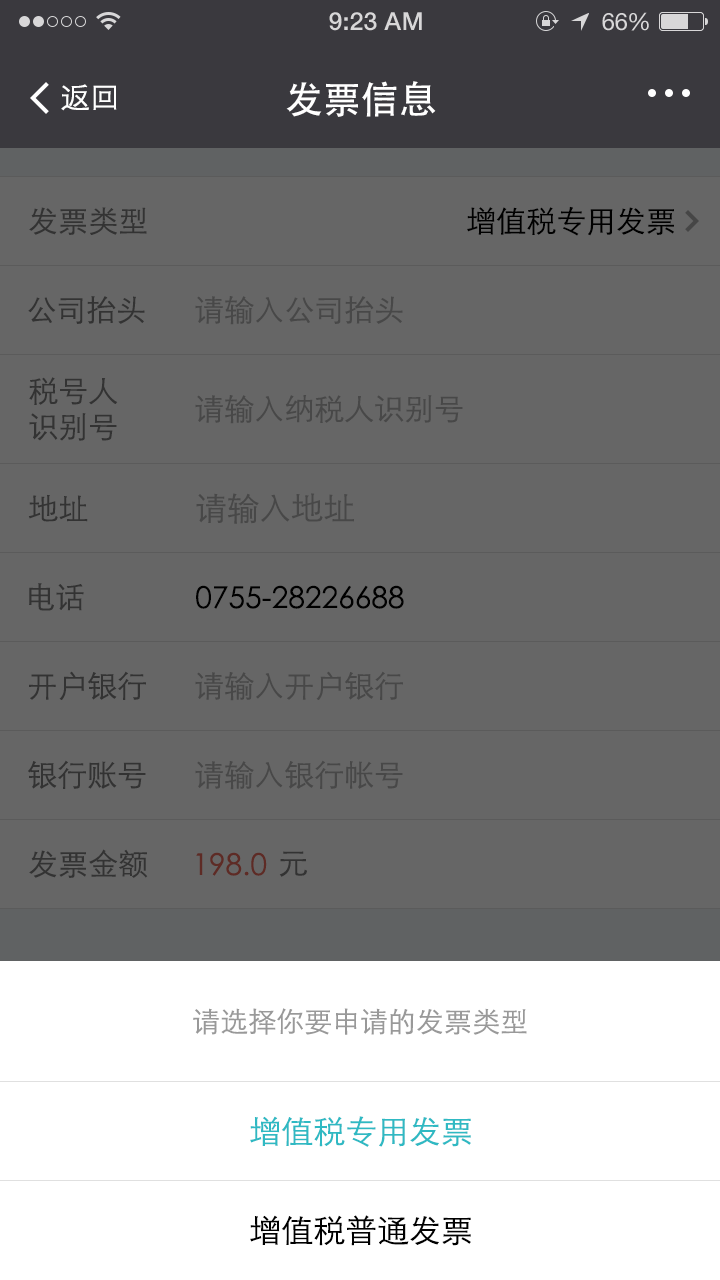 9:23 AM 66%
返回 发票信息
发票类型 增值税专用发票
公司抬头 请输入公司抬头
税号人
识别号 请输入纳税人识别号
地址 请输入地址
电话 0755-28226688
开户银行 请输入开户银行
银行账号 请输入银行帐号
发票金额 198.0 元
请选择你要申请的发票类型
增值税专用发票
增值税普通发票